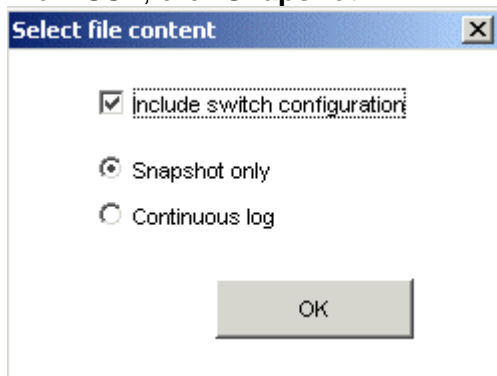 Select file content
Include switch configuration
Snapshot only
Continuous log
OK